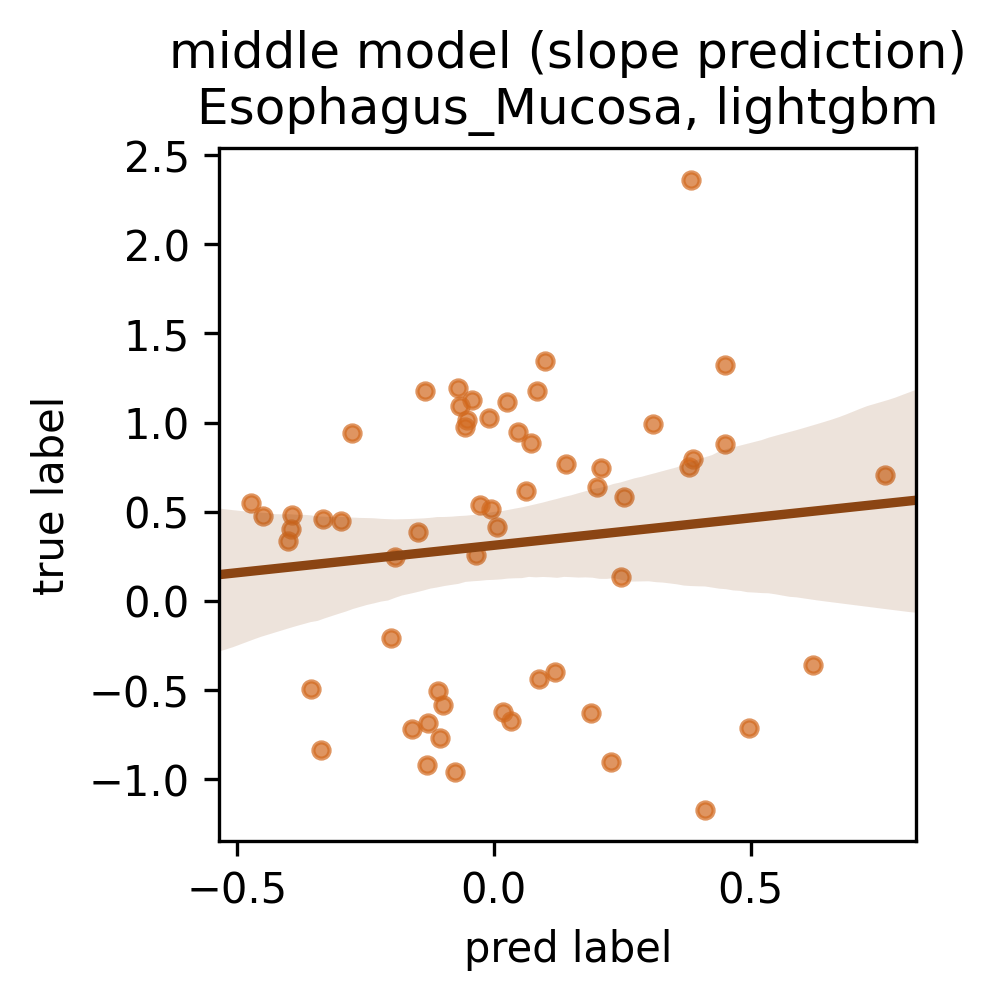 middle model (slope prediction)
Esophagus_Mucosa, lightgbm
2.5
2.0
1.5
1.0
0.5
0.0
−0.5
−1.0
true label
−0.5 0.0 0.5
pred label